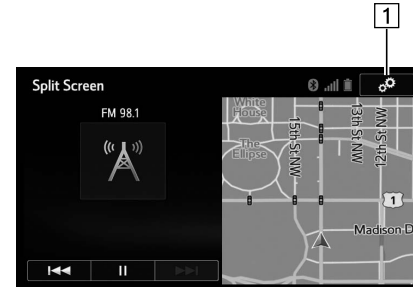 1
Split Screen
FM 98.1
White
House
The
Ellipse
15th St NW
13th St NW
12th St NW
1
Madison D